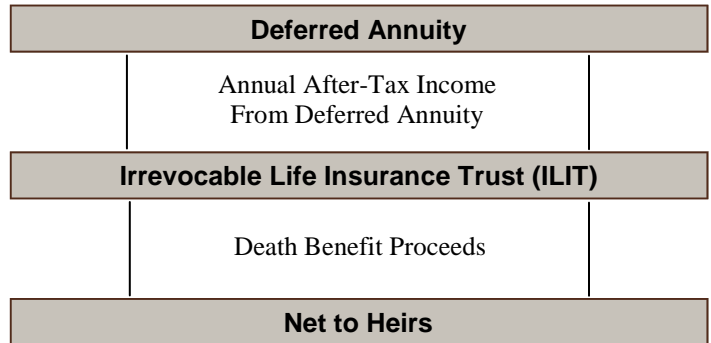 Deferred Annuity
Annual After-Tax Income
From Deferred Annuity
Irrevocable Life Insurance Trust (ILIT)
Death Benefit Proceeds
Net to Heirs